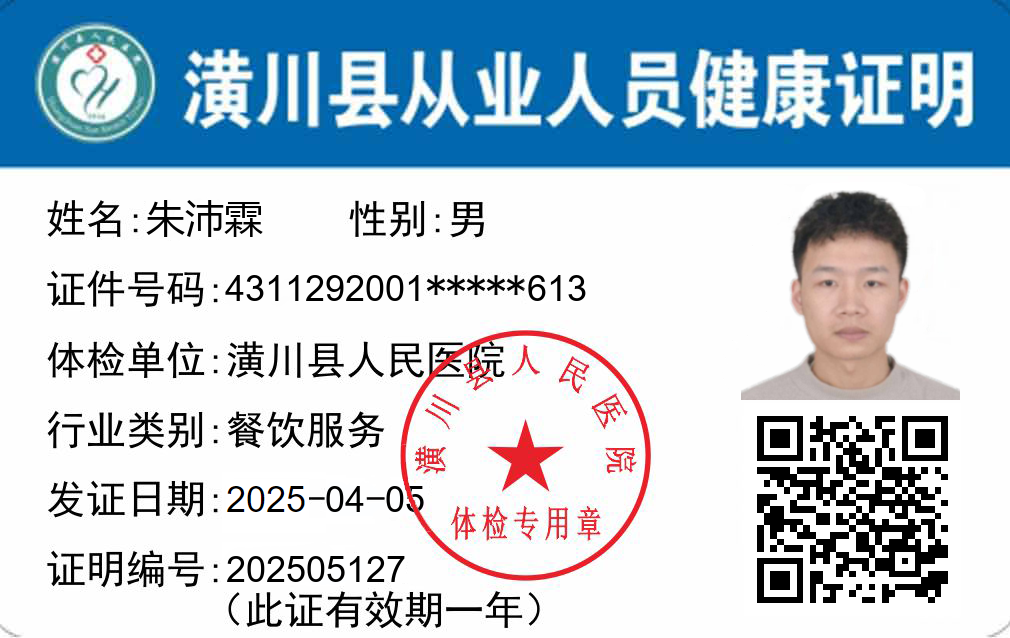 潢川县从业人员健康证明
姓名:朱沛霖 性别:男
证件号码:4311292001*****613
体检单位:潢川县人民医院
行业类别:餐饮服务
发证日期:2025-04-05
证明编号:202505127
(此证有效期一年)
潢川县人民医院
体检专用章